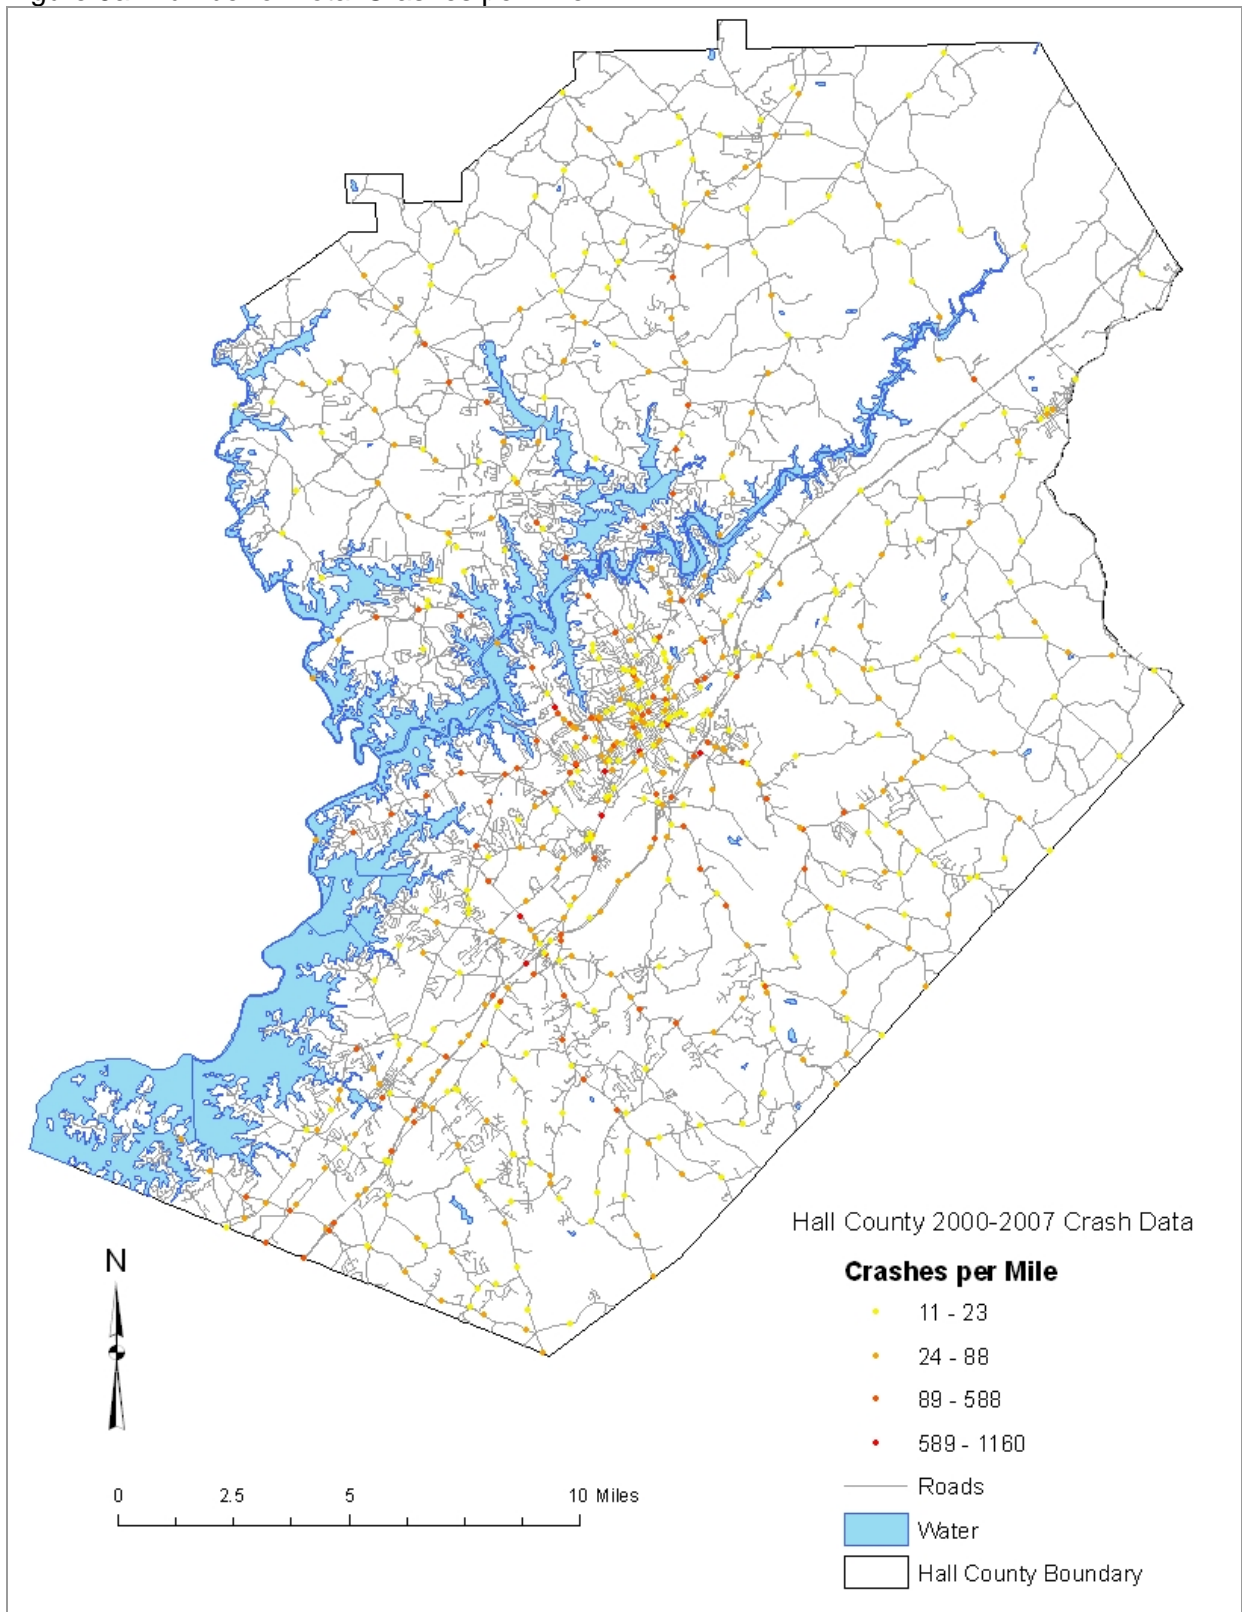 Hall County 2000-2007 Crash Data
Crashes per Mile
11 - 23
24 - 88
89 - 588
589 - 1160
Roads
Water
Hall County Boundary
N
0 2.5 5 10 Miles